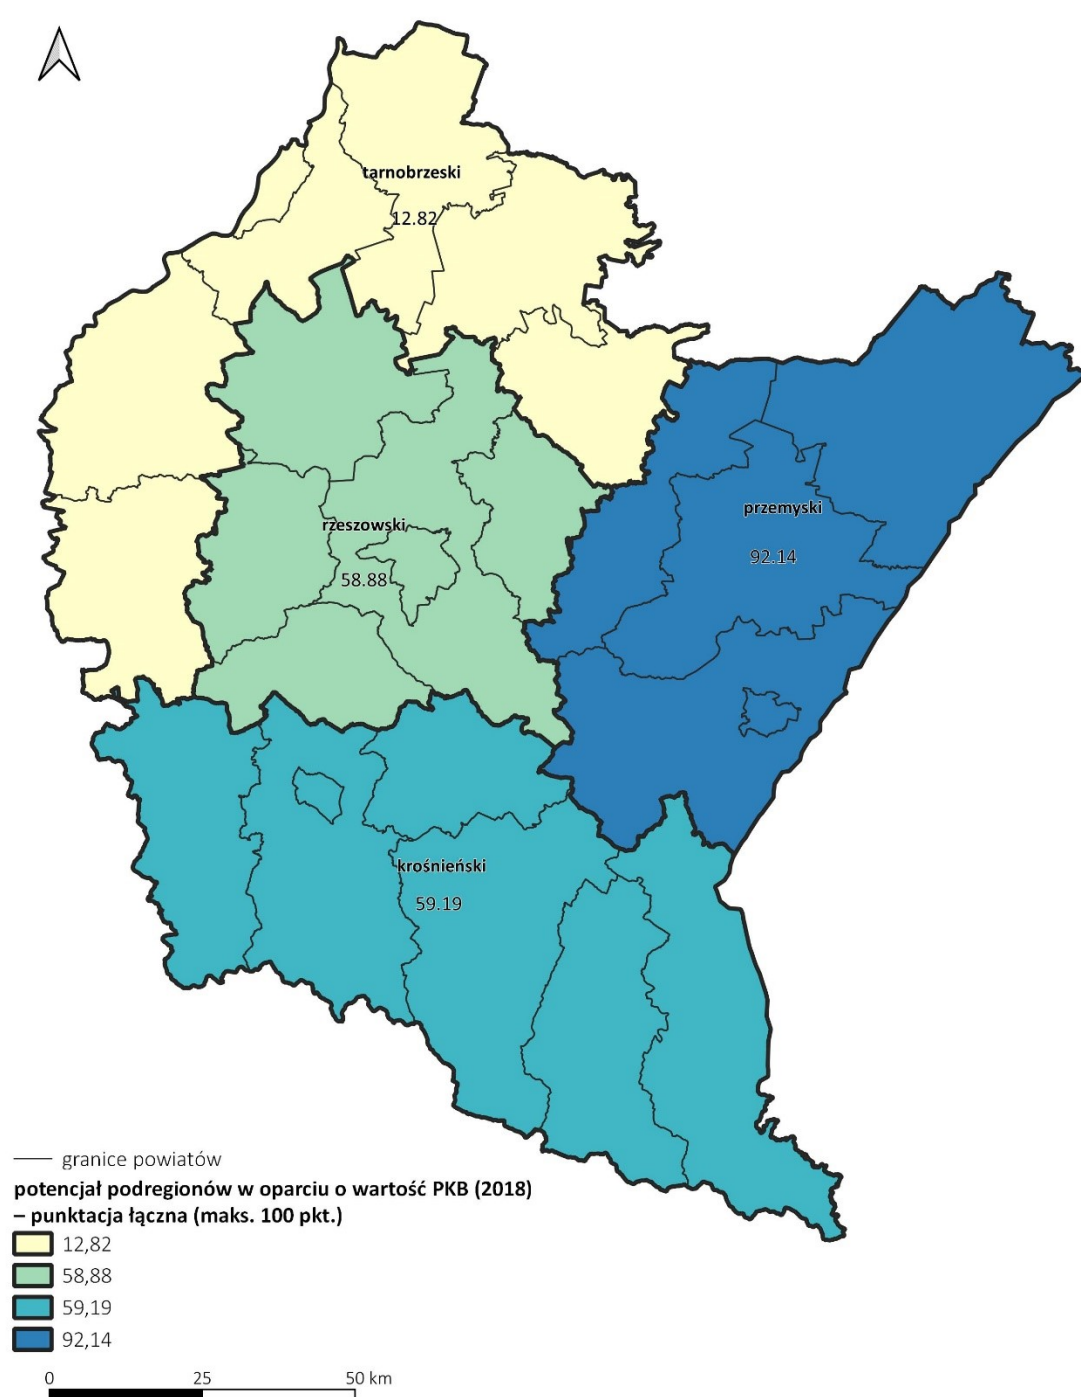 tarnobrzeski
12.82
rzeszowski
58.88
przemyski
92.14
krośnieński
59.19
granice powiatów
potencjał podregionów w oparciu o wartość PKB (2018)
– punktacja łączna (maks. 100 pkt.)
12,82
58,88
59,19
92,14
0 25 50 km